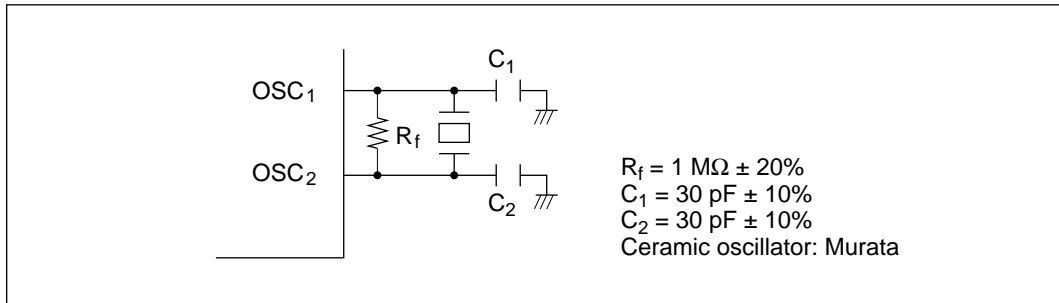 C1
OSC1
Rf
OSC2
C2
Rf = 1 MΩ ± 20%
C1 = 30 pF ± 10%
C2 = 30 pF ± 10%
Ceramic oscillator: Murata